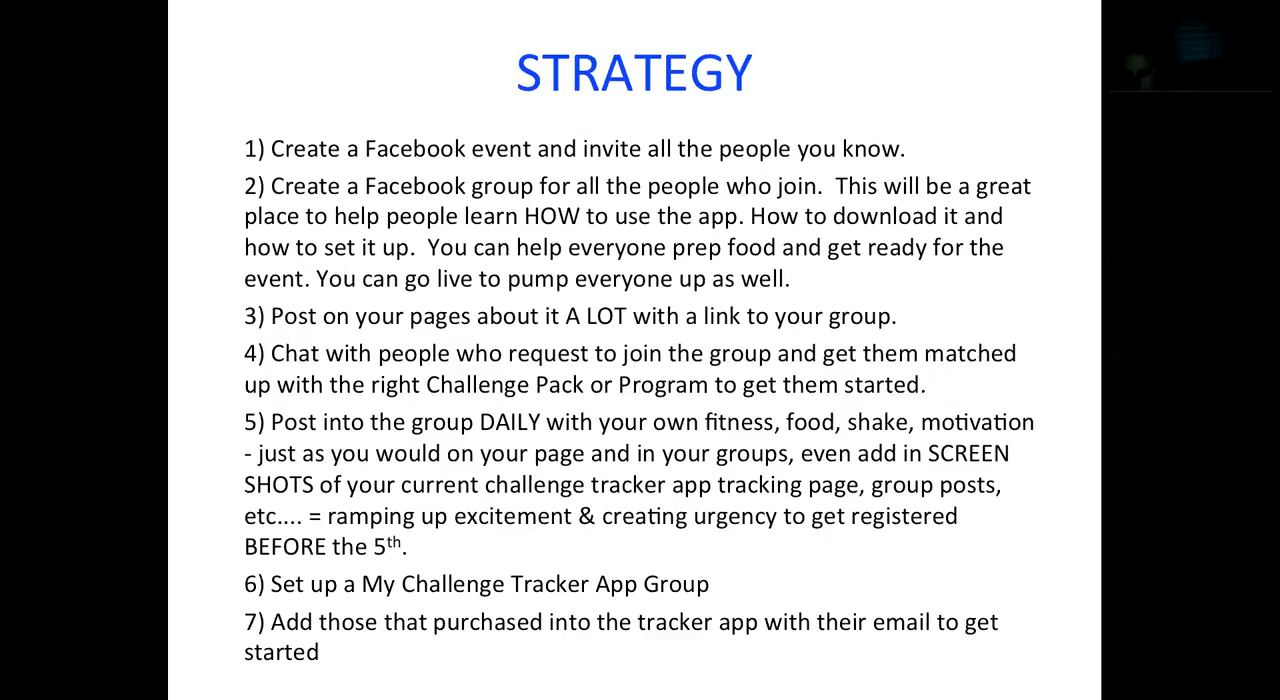 STRATEGY
1) Create a Facebook event and invite all the people you know.
2) Create a Facebook group for all the people who join.  This will be a great
place to help people learn HOW to use the app. How to download it and
how to set it up.  You can help everyone prep food and get ready for the
event. You can go live to pump everyone up as well.
3) Post on your pages about it A LOT with a link to your group.
4) Chat with people who request to join the group and get them matched
up with the right Challenge Pack or Program to get them started.
5) Post into the group DAILY with your own fitness, food, shake, motivation
- just as you would on your page and in your groups, even add in SCREEN
SHOTS of your current challenge tracker app tracking page, group posts,
etc.... = ramping up excitement & creating urgency to get registered
BEFORE the 5th.
6) Set up a My Challenge Tracker App Group
7) Add those that purchased into the tracker app with their email to get
started